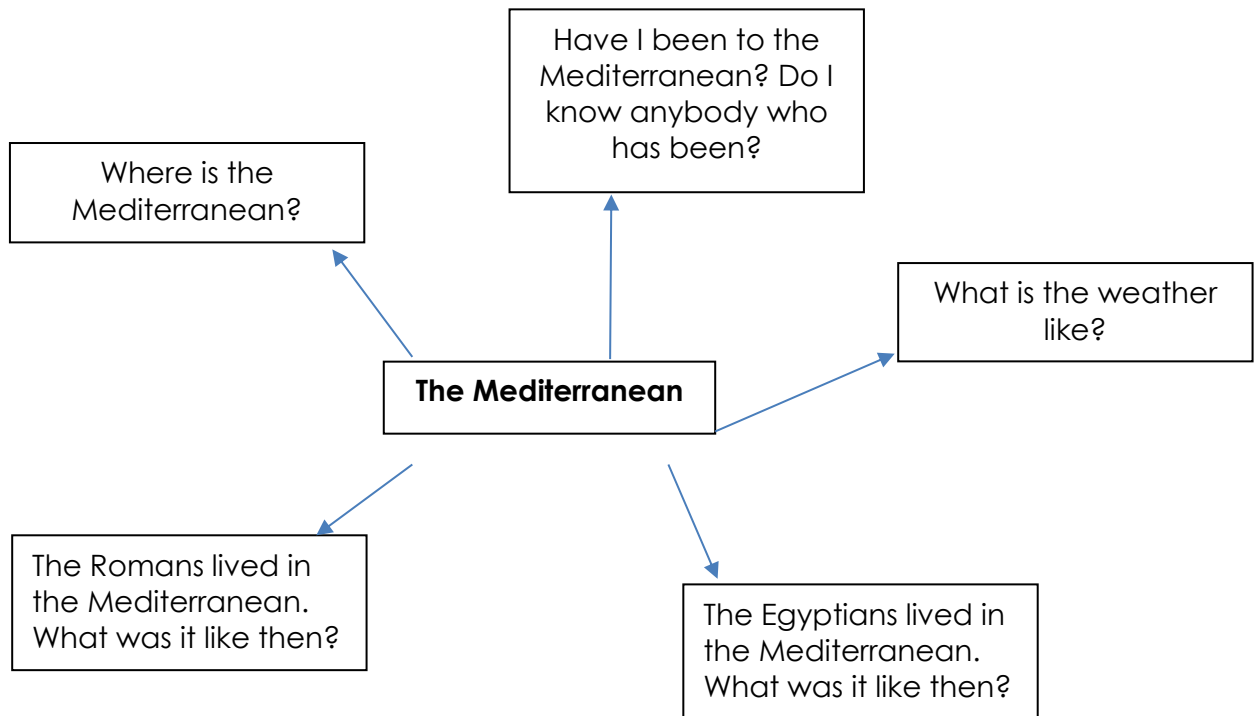 Have I been to the
Mediterranean? Do I
know anybody who
has been?
Where is the
Mediterranean?
What is the weather
like?
The Mediterranean
The Romans lived in
the Mediterranean.
What was it like then?
The Egyptians lived in
the Mediterranean.
What was it like then?